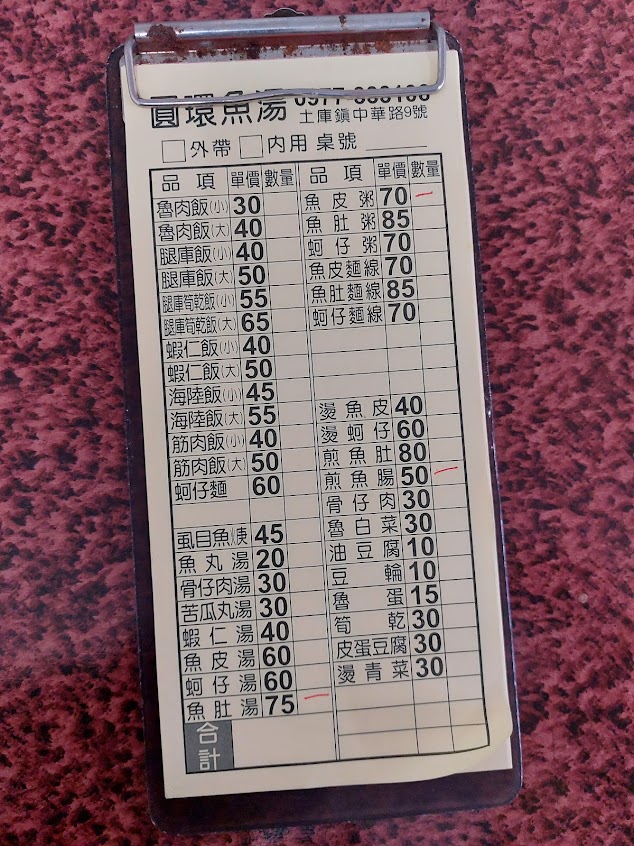 圓環魚湯
土庫鎮中華路9號
□外帶 □內用 桌號
品項 單價 數量
魯肉飯(小) 30
魯肉飯(大) 40
腿庫飯(小) 40
腿庫飯(大) 50
腿庫筍乾飯(小) 55
腿庫筍乾飯(大) 65
蝦仁飯(小) 40
蝦仁飯(大) 50
海陸飯(小) 45
海陸飯(大) 55
筋肉飯(小) 40
筋肉飯(大) 50
蚵仔麵 60
虱目魚(焿) 45
魚丸湯 20
骨仔肉湯 30
苦瓜丸湯 30
蝦仁湯 40
魚皮湯 60
蚵仔湯 60
魚肚湯 75 一
合計
品項 單價 數量
魚皮粥 70 一
魚肚粥 85
蚵仔粥 70
魚皮麵線 70
魚肚麵線 85
蚵仔麵線 70
燙魚皮 40
燙蚵仔 60
煎魚肚 80
煎魚腸 50 一
骨仔肉 30
魯白菜 30
油豆腐 10
豆輪 10
魯蛋 15
筍乾 30
皮蛋豆腐 30
燙青菜 30